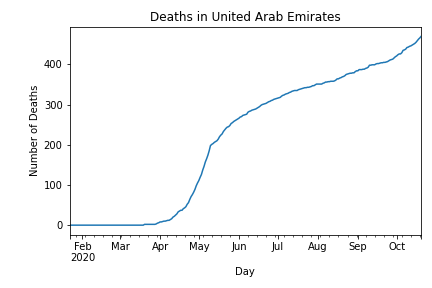 Deaths in United Arab Emirates
Number of Deaths
400
300
200
100
0
Feb Mar Apr May Jun Jul Aug Sep Oct
2020
Day